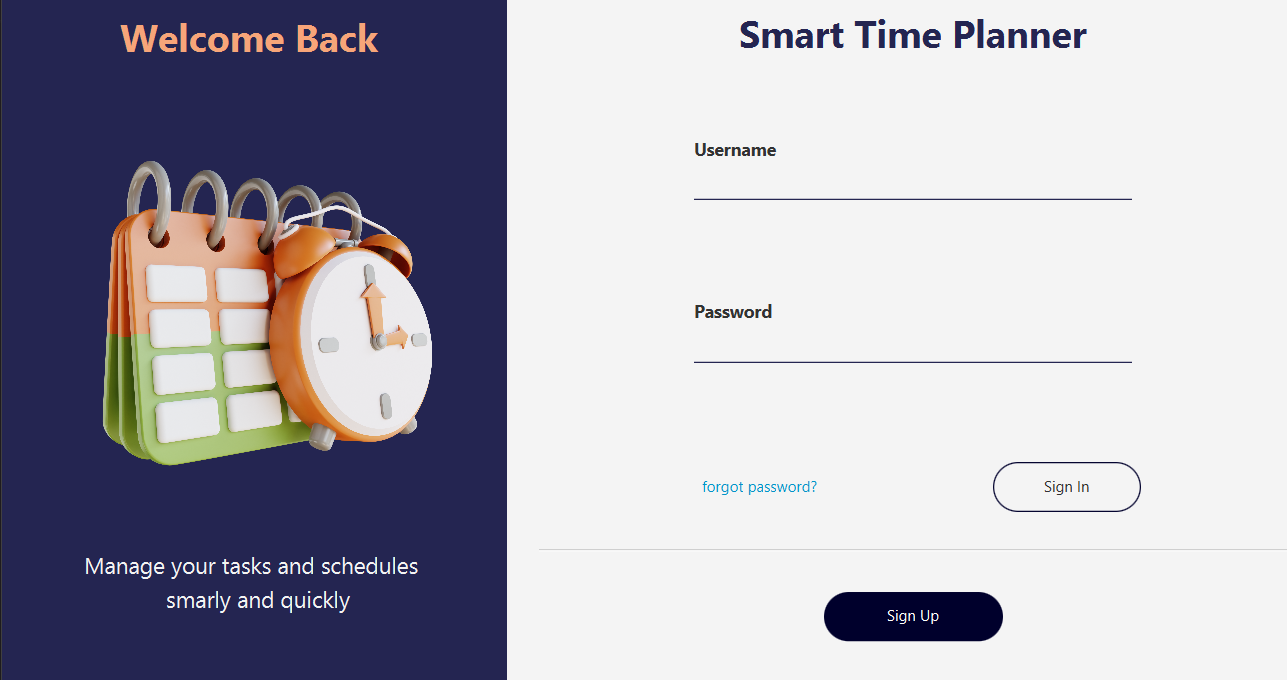 Welcome Back
Manage your tasks and schedules
smarly and quickly
Smart Time Planner
Username
Password
forgot password?
Sign In
Sign Up